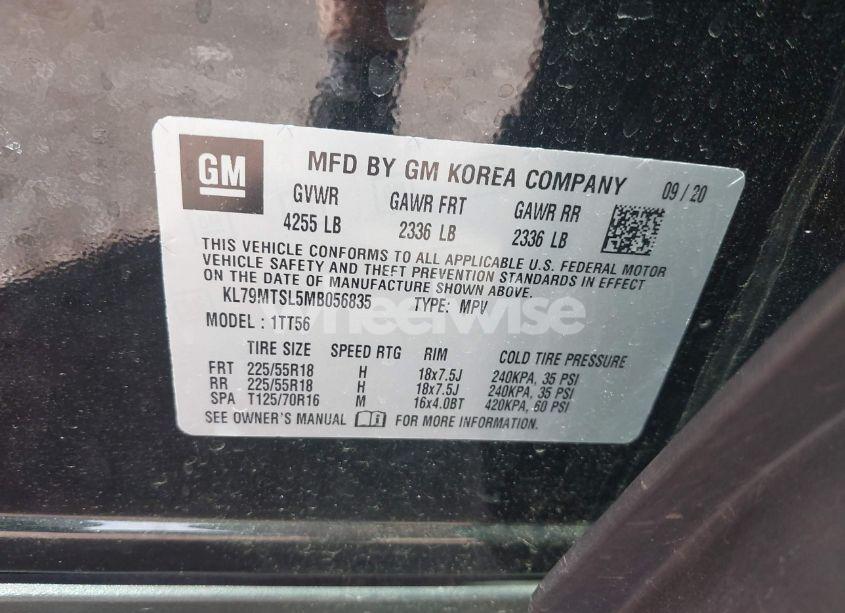 GM
MFD BY GM KOREA COMPANY 09 / 20
GVWR GAWR FRT GAWR RR
4255 LB 2336 LB 2336 LB
THIS VEHICLE CONFORMS TO ALL APPLICABLE U.S. FEDERAL MOTOR
VEHICLE SAFETY AND THEFT PREVENTION STANDARDS IN EFFECT
ON THE DATE OF MANUFACTURE SHOWN ABOVE.
KL79MTSL5MB056835 TYPE: MPV
wheelwise
MODEL : 1TT56
TIRE SIZE SPEED RTG RIM COLD TIRE PRESSURE
FRT 225/55R18 H 18x7.5J 240KPA, 35 PSI
RR 225/55R18 H 18x7.5J 240KPA, 35 PSI
SPA T125/70R16 M 16x4.0BT 420KPA, 60 PSI
SEE OWNER'S MANUAL FOR MORE INFORMATION